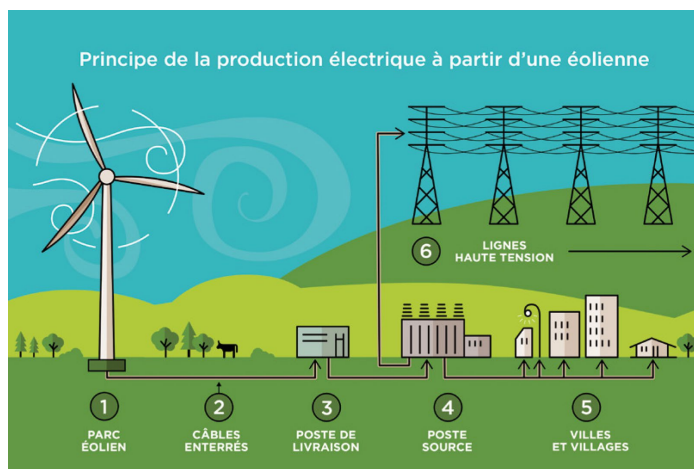 Principe de la production électrique à partir d'une éolienne
6
LIGNES
HAUTE TENSION
1
PARC
ÉOLIEN
2
CÂBLES
ENTERRÉS
3
POSTE DE
LIVRAISON
4
POSTE
SOURCE
5
VILLES
ET VILLAGES